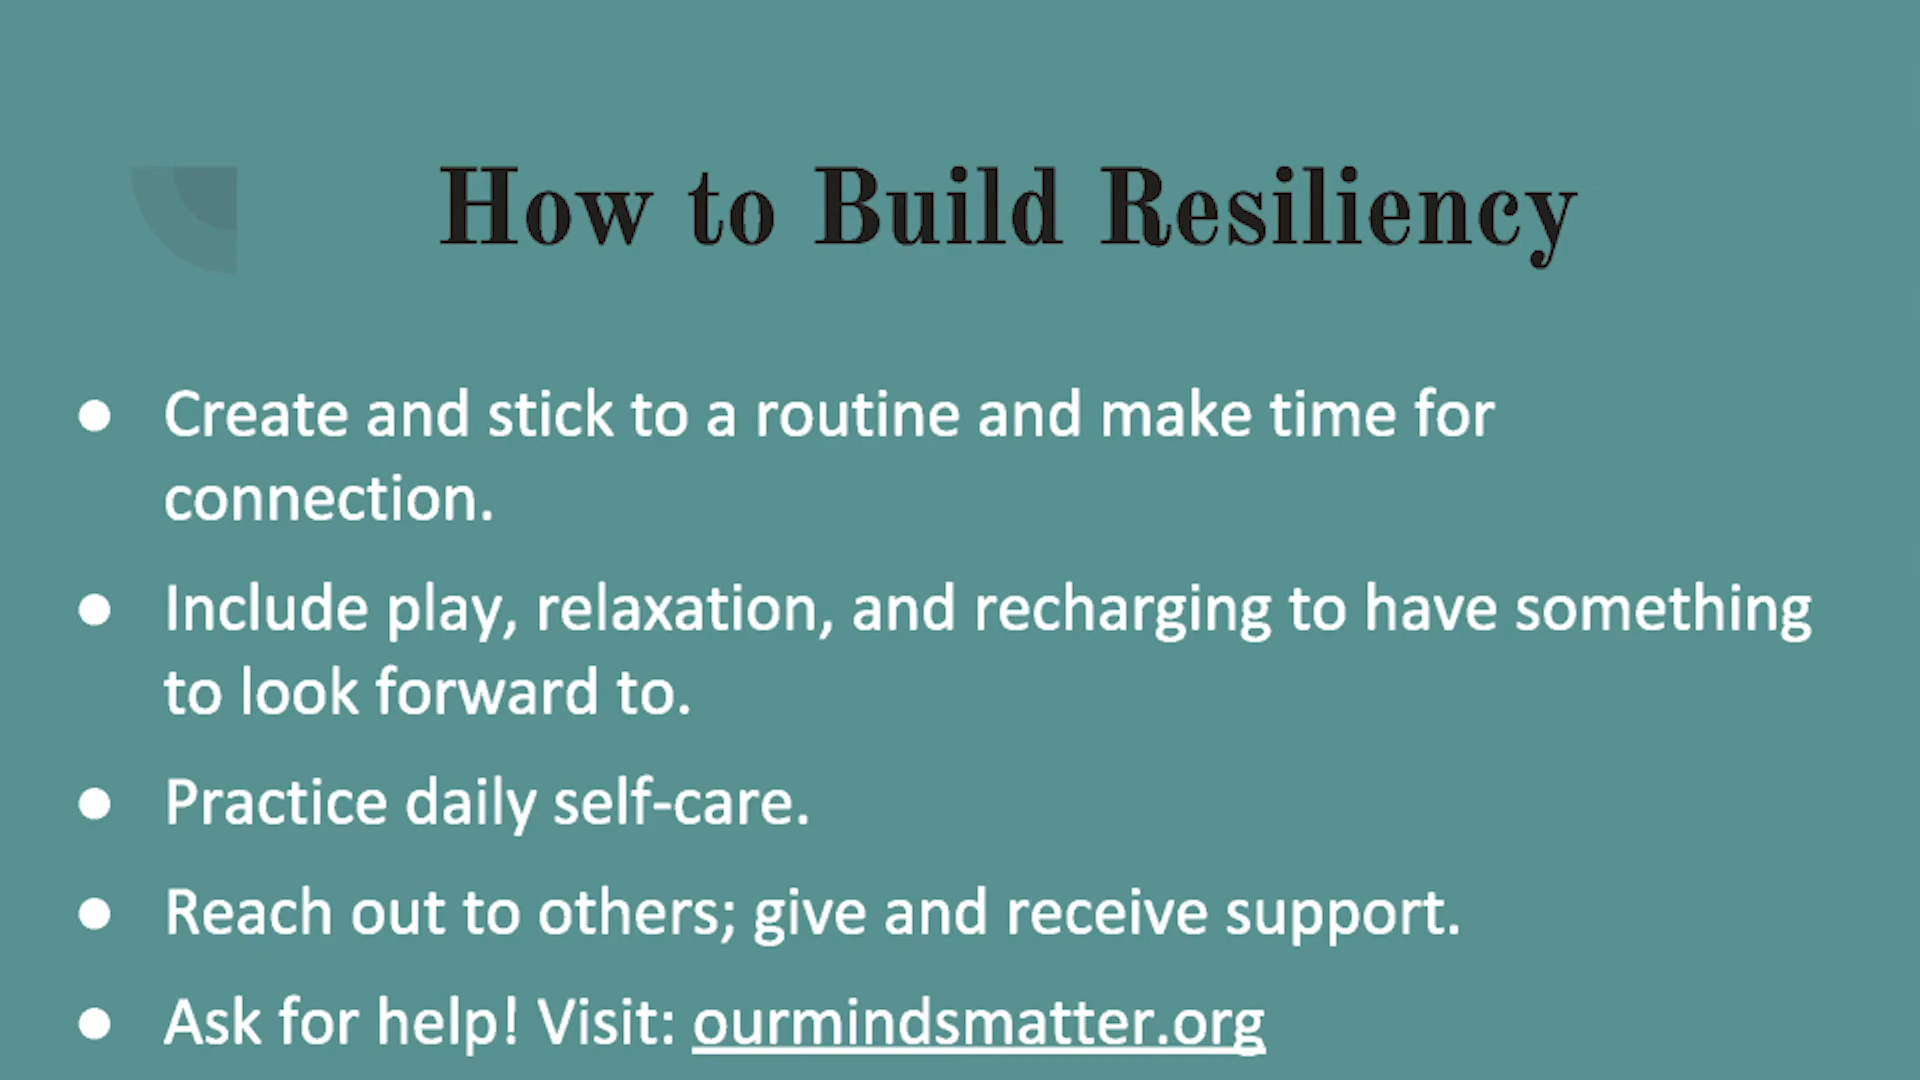 How to Build Resiliency
● Create and stick to a routine and make time for
connection.
● Include play, relaxation, and recharging to have something
to look forward to.
● Practice daily self-care.
● Reach out to others; give and receive support.
● Ask for help! Visit: ourmindsmatter.org